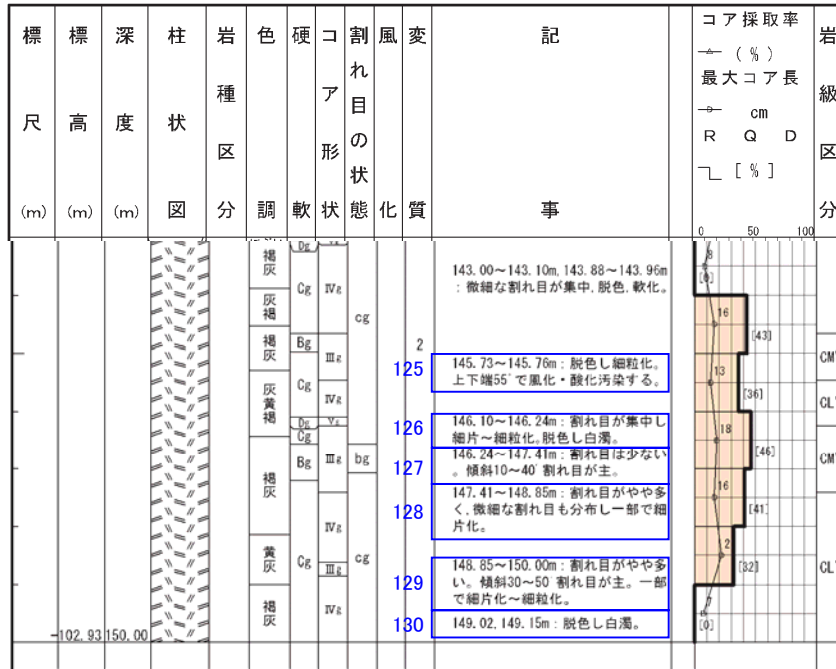 標尺(m)
標高(m)
深度(m)
柱状図
岩種区分
色調
硬軟
コア形状
割れ目の状態
風化
変質
記事
コア採取率
(%)
最大コア長
cm
R Q D
[%]
岩級区分
0 50 100
褐灰
灰褐
褐灰
灰黄褐
褐灰
黄灰
褐灰
Dg
Cg
Bg
Cg
Dg
Cg
Bg
Cg
Ⅳg
Ⅲg
Ⅳg
Ⅴg
Ⅲg
Ⅳg
Ⅲg
Ⅳg
cg
bg
cg
2
143.00～143.10m, 143.88～143.96m
：微細な割れ目が集中, 脱色, 軟化。
125
145.73～145.76m：脱色し細粒化。
上下端55°で風化・酸化汚染する。
126
146.10～146.24m：割れ目が集中し
細片～細粒化。脱色し白濁。
127
146.24～147.41m：割れ目は少ない
。傾斜10～40°割れ目が主。
128
147.41～148.85m：割れ目がやや多
く、微細な割れ目も分布し一部で細
片化。
129
148.85～150.00m：割れ目がやや多
い。傾斜30～50°割れ目が主。一部
で細片化～細粒化。
130
149.02, 149.15m：脱色し白濁。
-102.93 150.00
8
[0]
16
[43]
13
[36]
18
[46]
16
[41]
2
[32]
7
[0]
CM
CL
CM
CL